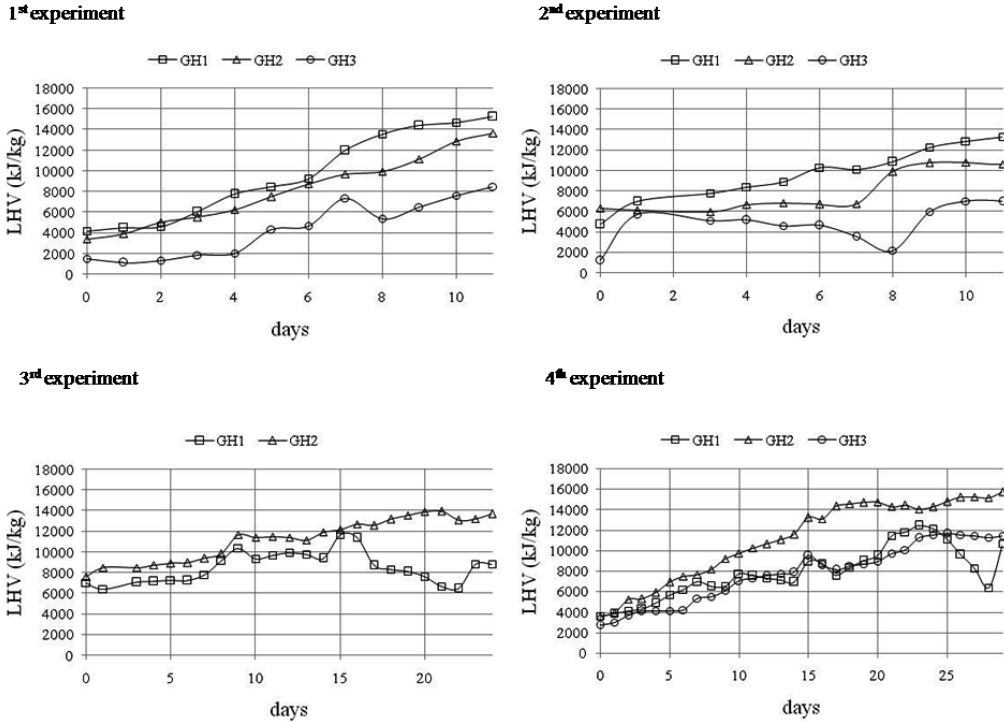 1st experiment
GH1 GH2 GH3
18000
16000
14000
12000
10000
8000
6000
4000
2000
0
LHV (kJ/kg)
0 2 4 6 8 10
days
2nd experiment
GH1 GH2 GH3
18000
16000
14000
12000
10000
8000
6000
4000
2000
0
LHV (kJ/kg)
0 2 4 6 8 10
days
3rd experiment
GH1 GH2
18000
16000
14000
12000
10000
8000
6000
4000
2000
0
LHV (kJ/kg)
0 5 10 15 20
days
4th experiment
GH1 GH2 GH3
18000
16000
14000
12000
10000
8000
6000
4000
2000
0
LHV (kJ/kg)
0 5 10 15 20 25
days